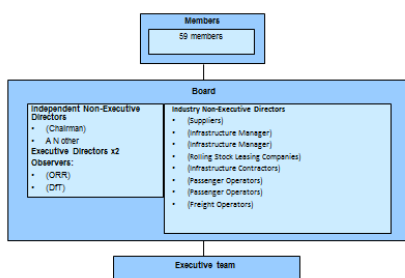 Members
59 members
Board
Independent Non-Executive
Directors
• (Chairman)
• A N other
Executive Directors x2
Observers:
• (ORR)
• (DfT)
Industry Non-Executive Directors
• (Suppliers)
• (Infrastructure Manager)
• (Infrastructure Manager)
• (Rolling Stock Leasing Companies)
• (Infrastructure Contractors)
• (Passenger Operators)
• (Passenger Operators)
• (Freight Operators)
Executive team